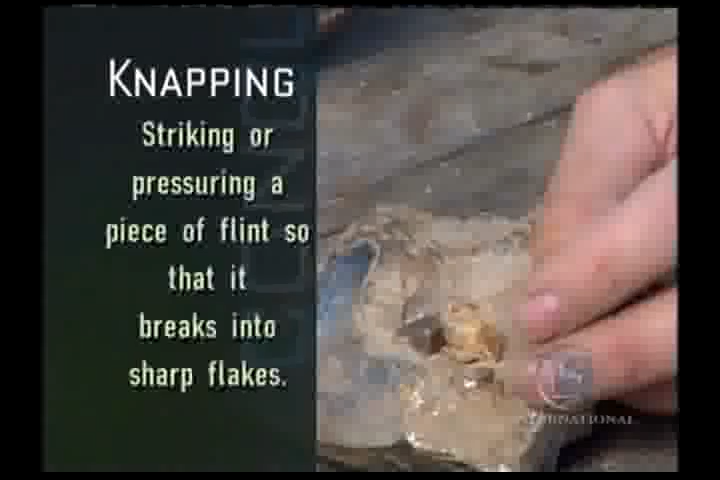 KNAPPING
Striking or
pressuring a
piece of flint so
that it
breaks into
sharp flakes.